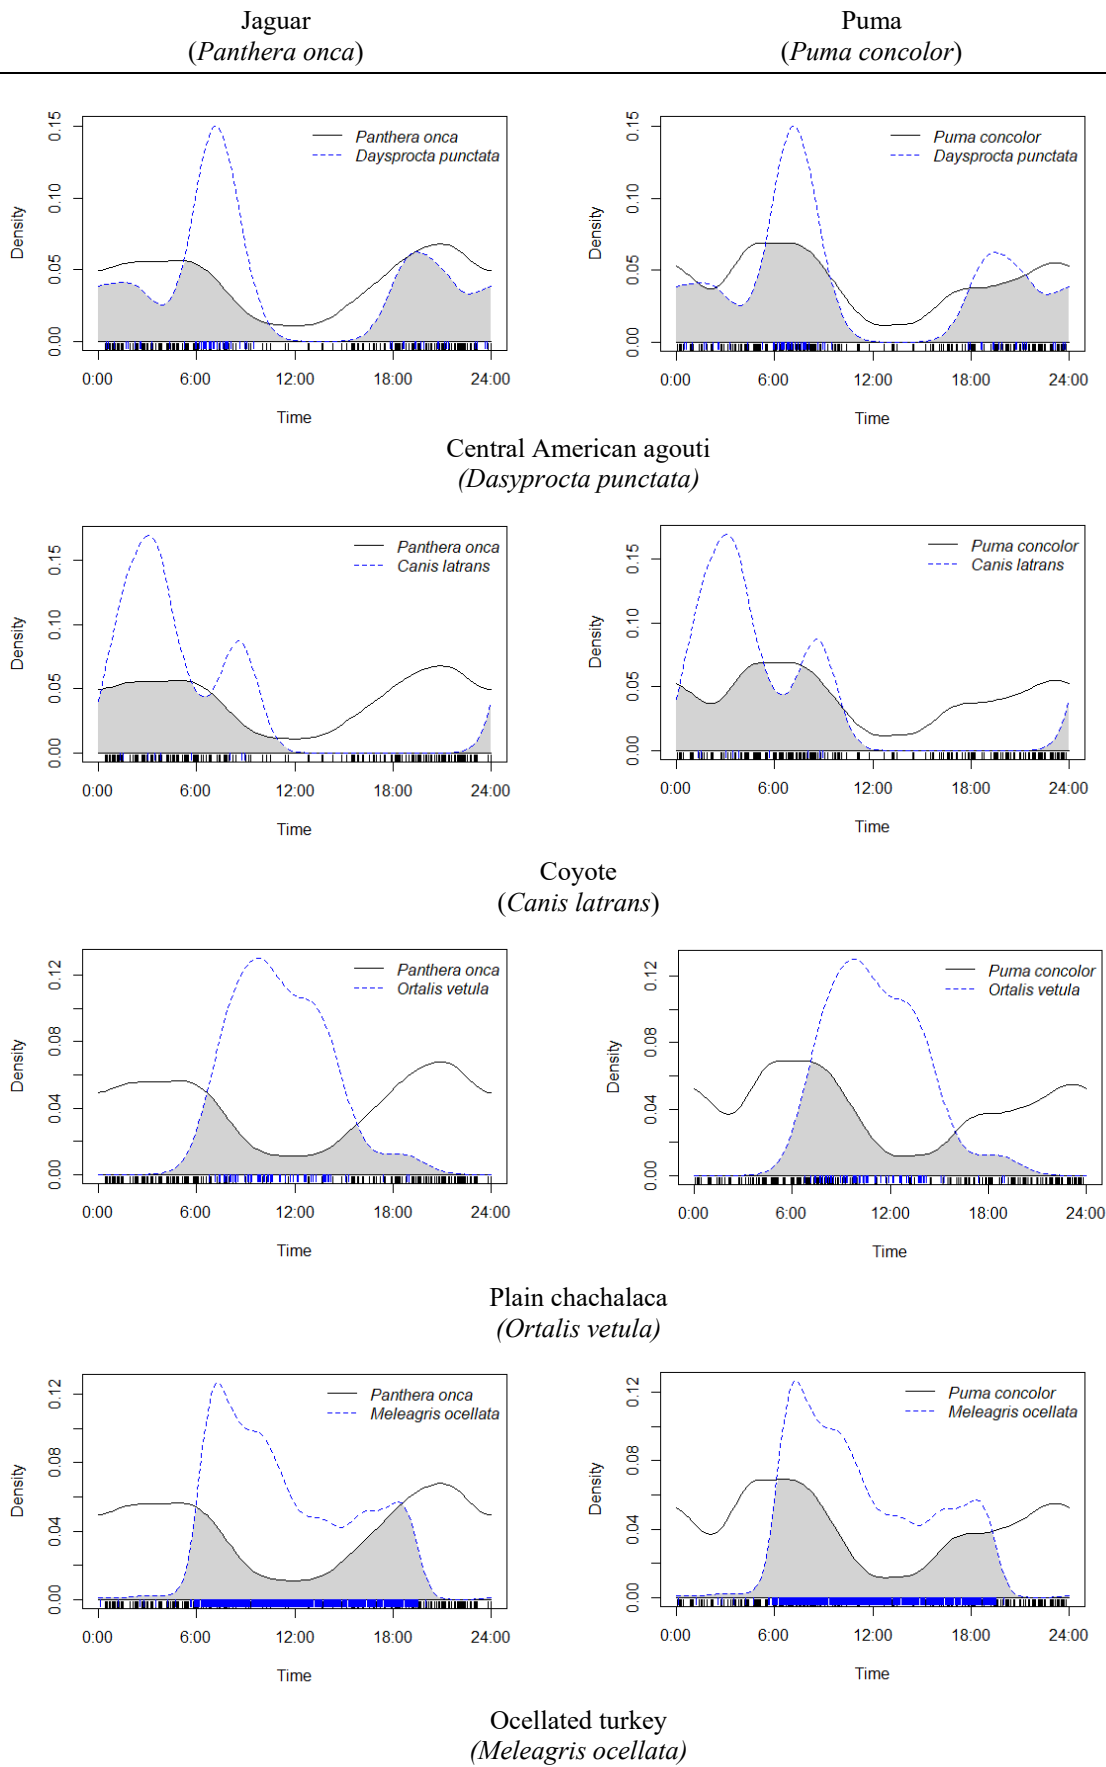 Jaguar
(Panthera onca)
Puma
(Puma concolor)
Panthera onca
Daysprocta punctata
Density
0.00 0.05 0.10 0.15
0:00 6:00 12:00 18:00 24:00
Time
Puma concolor
Daysprocta punctata
Density
0.00 0.05 0.10 0.15
0:00 6:00 12:00 18:00 24:00
Time
Central American agouti
(Dasyprocta punctata)
Panthera onca
Canis latrans
Density
0.00 0.05 0.10 0.15
0:00 6:00 12:00 18:00 24:00
Time
Puma concolor
Canis latrans
Density
0.00 0.05 0.10 0.15
0:00 6:00 12:00 18:00 24:00
Time
Coyote
(Canis latrans)
Panthera onca
Ortalis vetula
Density
0.00 0.04 0.08 0.12
0:00 6:00 12:00 18:00 24:00
Time
Puma concolor
Ortalis vetula
Density
0.00 0.04 0.08 0.12
0:00 6:00 12:00 18:00 24:00
Time
Plain chachalaca
(Ortalis vetula)
Panthera onca
Meleagris ocellata
Density
0.00 0.04 0.08 0.12
0:00 6:00 12:00 18:00 24:00
Time
Puma concolor
Meleagris ocellata
Density
0.00 0.04 0.08 0.12
0:00 6:00 12:00 18:00 24:00
Time
Ocellated turkey
(Meleagris ocellata)